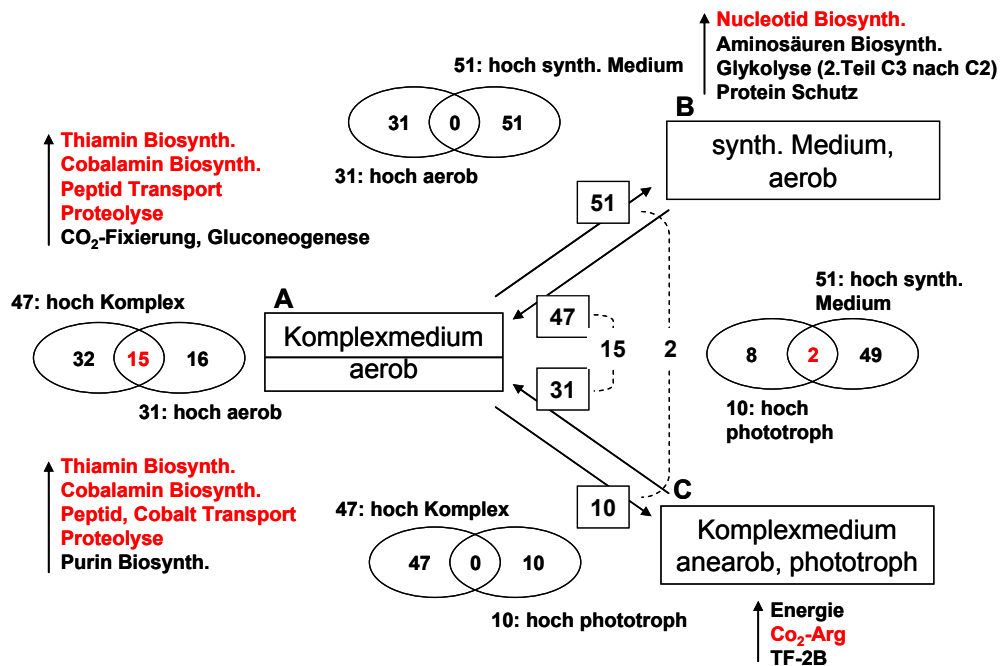 Nucleotid Biosynth.
Aminosäuren Biosynth.
Glykolyse (2.Teil C3 nach C2)
Protein Schutz
51: hoch synth. Medium
31 0 51
31: hoch aerob
B
synth. Medium,
aerob
Thiamin Biosynth.
Cobalamin Biosynth.
Peptid Transport
Proteolyse
CO₂-Fixierung, Gluconeogenese
51
47: hoch Komplex
32 15 16
31: hoch aerob
A
Komplexmedium
aerob
47
15
31
2
51: hoch synth.
Medium
8 2 49
10: hoch
phototroph
Thiamin Biosynth.
Cobalamin Biosynth.
Peptid, Cobalt Transport
Proteolyse
Purin Biosynth.
47: hoch Komplex
47 0 10
10: hoch phototroph
10
C
Komplexmedium
anearob, phototroph
Energie
Co₂-Arg
TF-2B